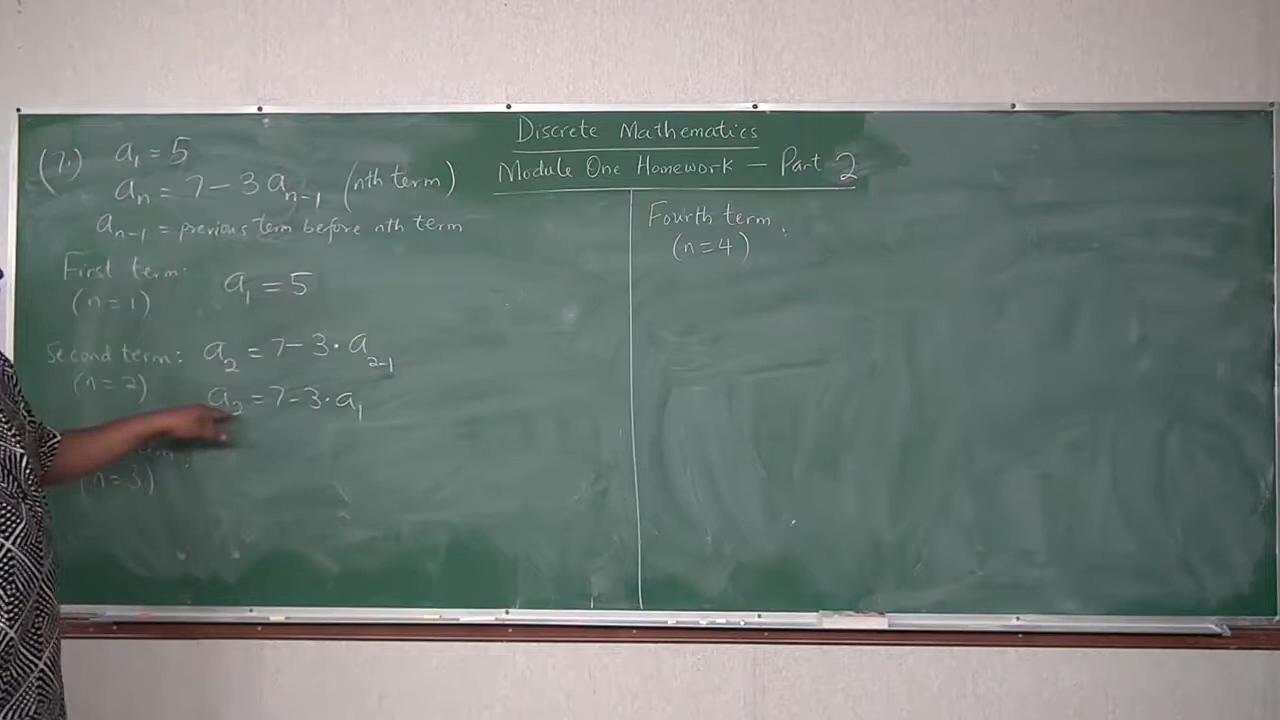 Discrete Mathematics
Module One Homework — Part 2
(7.) a₁ = 5
aₙ = 7 − 3 aₙ₋₁ (nth term)
aₙ₋₁ = previous term before nth term
First term:
(n = 1)
a₁ = 5
Second term: a₂ = 7 − 3 · a₂₋₁
(n = 2)
a₂ = 7 − 3 · a₁
(n = 3)
Fourth term:
(n = 4)